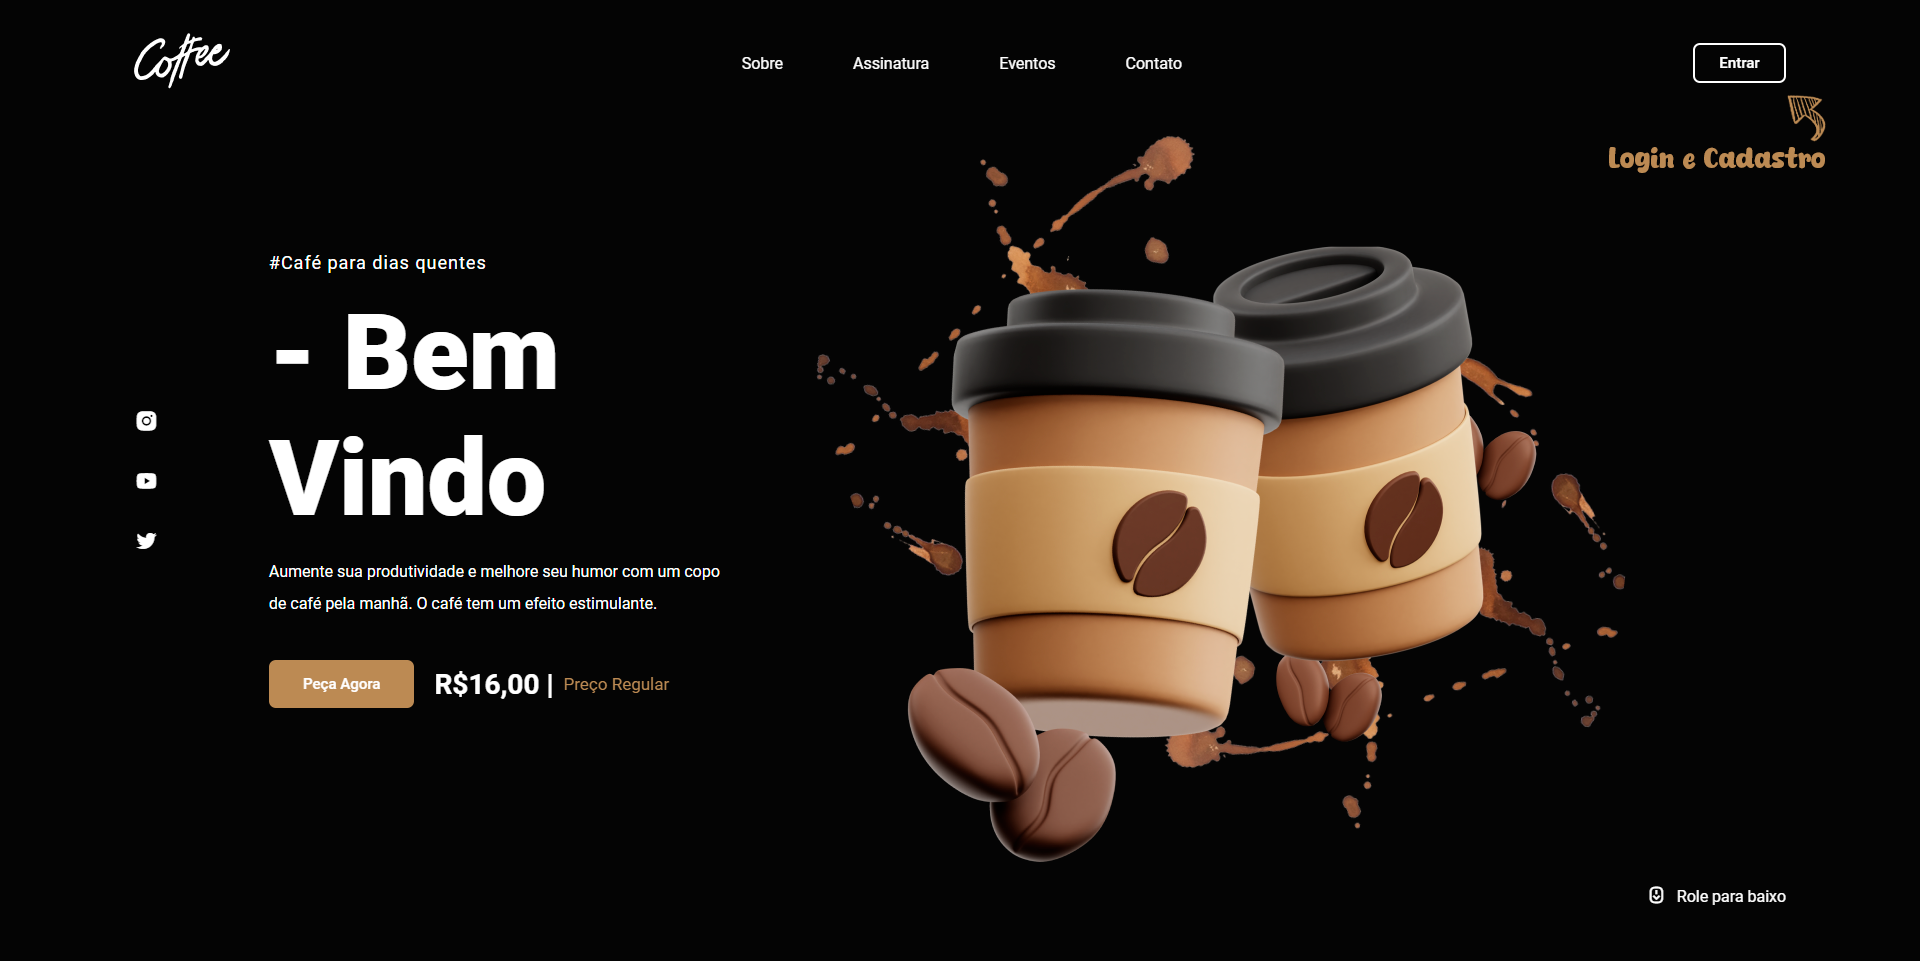 Coffee
Sobre
Assinatura
Eventos
Contato
Entrar
Login e Cadastro
#Café para dias quentes
- Bem
Vindo
Aumente sua produtividade e melhore seu humor com um copo
de café pela manhã. O café tem um efeito estimulante.
Peça Agora
R$16,00 | Preço Regular
Role para baixo